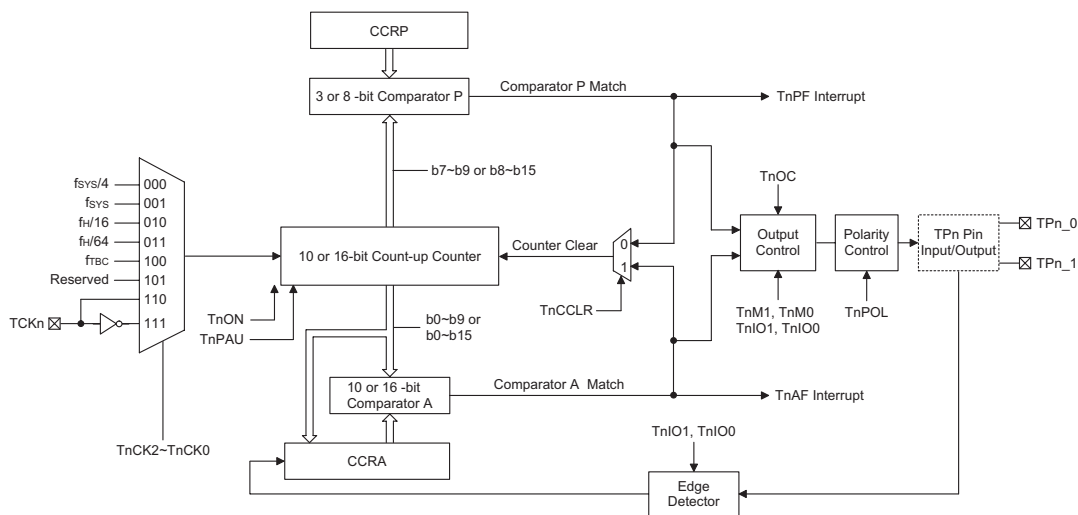 CCRP
3 or 8 -bit Comparator P
Comparator P Match
TnPF Interrupt
b7~b9 or b8~b15
fSYS/4
000
fSYS
001
fH/16
010
fH/64
011
fTBC
100
Reserved
101
110
TCKn
111
TnCK2~TnCK0
10 or 16-bit Count-up Counter
TnON
TnPAU
Counter Clear
0
1
TnCCLR
TnOC
Output
Control
TnM1, TnM0
TnIO1, TnIO0
Polarity
Control
TnPOL
TPn Pin
Input/Output
TPn_0
TPn_1
b0~b9 or
b0~b15
10 or 16 -bit
Comparator A
Comparator A  Match
TnAF Interrupt
CCRA
TnIO1, TnIO0
Edge
Detector